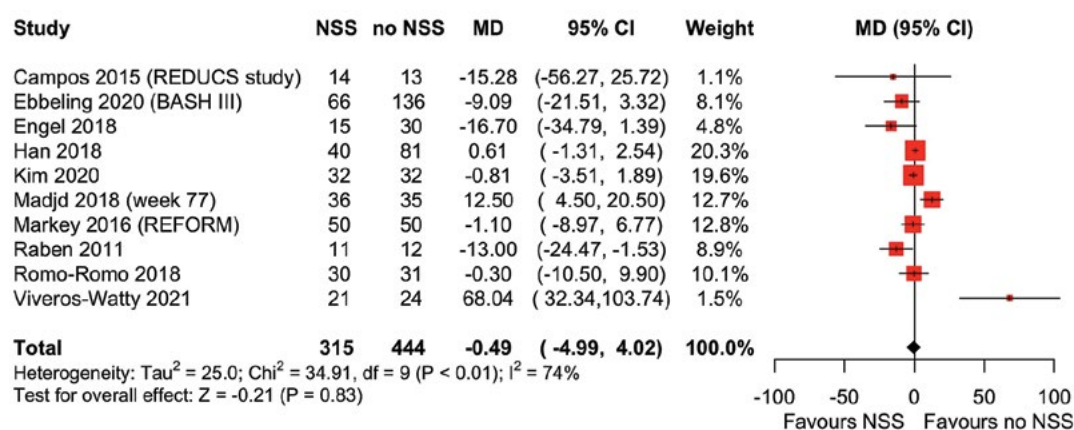 Study NSS no NSS MD 95% CI Weight MD (95% CI)
Campos 2015 (REDUCS study) 14 13 -15.28 (-56.27, 25.72) 1.1%
Ebbeling 2020 (BASH III) 66 136 -9.09 (-21.51, 3.32) 8.1%
Engel 2018 15 30 -16.70 (-34.79, 1.39) 4.8%
Han 2018 40 81 0.61 ( -1.31, 2.54) 20.3%
Kim 2020 32 32 -0.81 ( -3.51, 1.89) 19.6%
Madjd 2018 (week 77) 36 35 12.50 ( 4.50, 20.50) 12.7%
Markey 2016 (REFORM) 50 50 -1.10 ( -8.97, 6.77) 12.8%
Raben 2011 11 12 -13.00 (-24.47, -1.53) 8.9%
Romo-Romo 2018 30 31 -0.30 (-10.50, 9.90) 10.1%
Viveros-Watty 2021 21 24 68.04 ( 32.34,103.74) 1.5%
Total 315 444 -0.49 ( -4.99, 4.02) 100.0%
Heterogeneity: Tau² = 25.0; Chi² = 34.91, df = 9 (P < 0.01); I² = 74%
Test for overall effect: Z = -0.21 (P = 0.83)
-100 -50 0 50 100
Favours NSS Favours no NSS